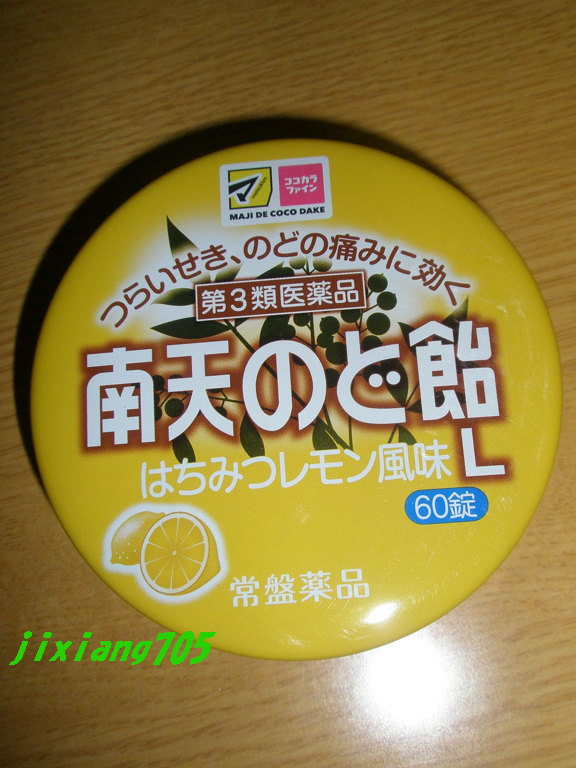 ココカラ
ファイン
MAJI DE COCO DAKE
つらいせき、のどの痛みに効く
第3類医薬品
南天のど飴L
はちみつレモン風味
60錠
常盤薬品
jixiang705